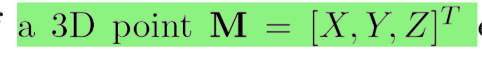 a 3D point M = [X, Y, Z]^T